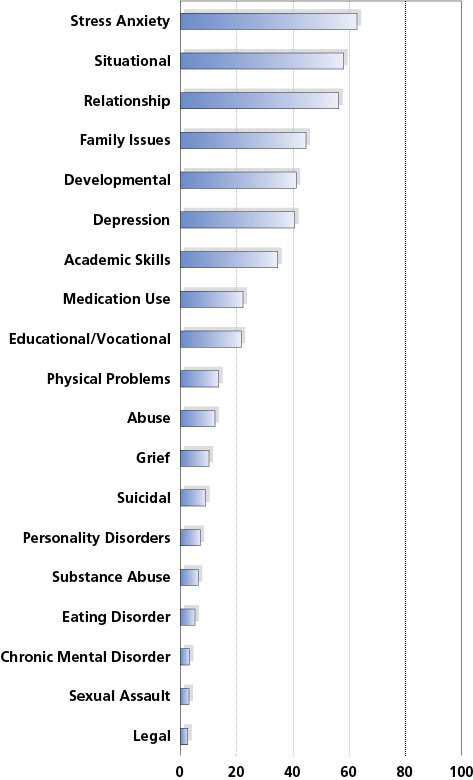 Stress Anxiety
Situational
Relationship
Family Issues
Developmental
Depression
Academic Skills
Medication Use
Educational/Vocational
Physical Problems
Abuse
Grief
Suicidal
Personality Disorders
Substance Abuse
Eating Disorder
Chronic Mental Disorder
Sexual Assault
Legal
0 20 40 60 80 100